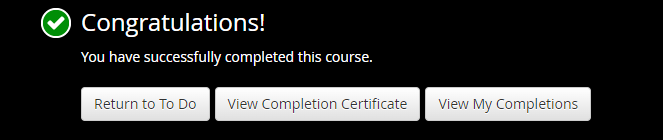 Congratulations!
You have successfully completed this course.
Return to To Do View Completion Certificate View My Completions